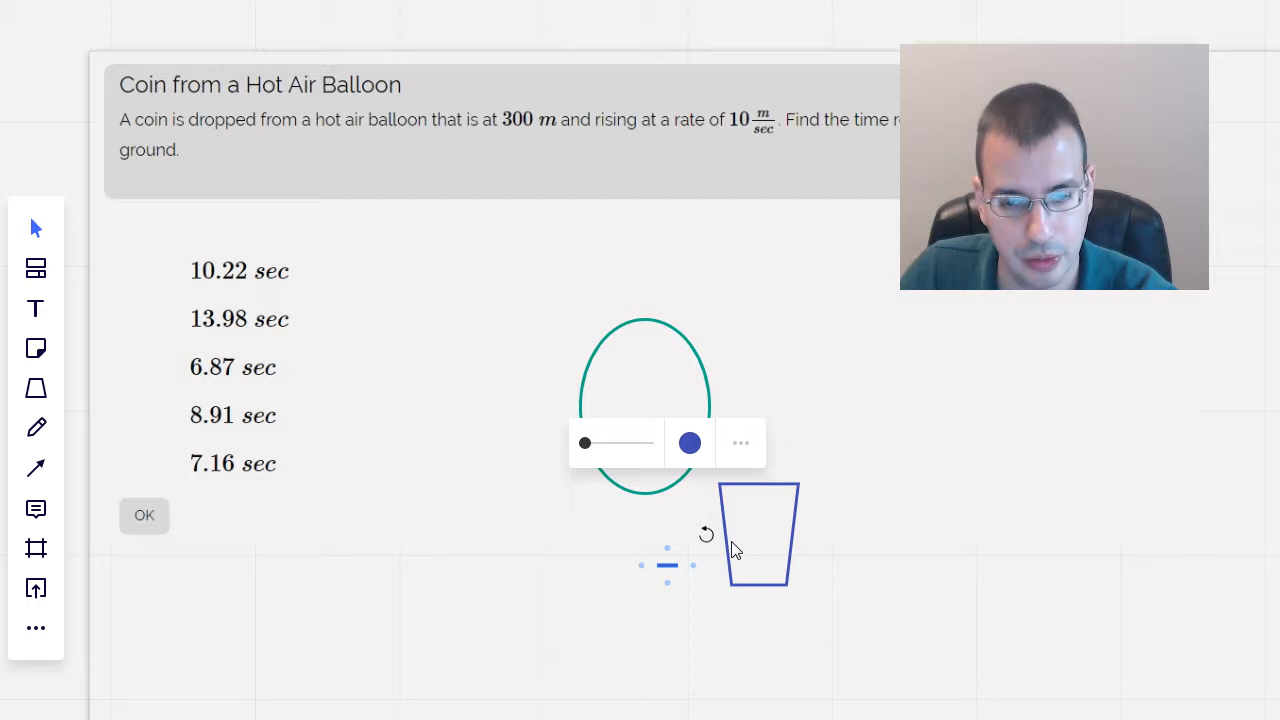 Coin from a Hot Air Balloon
A coin is dropped from a hot air balloon that is at 300 m and rising at a rate of 10 m/sec. Find the time
ground.
10.22 sec
13.98 sec
6.87 sec
8.91 sec
7.16 sec
OK
T